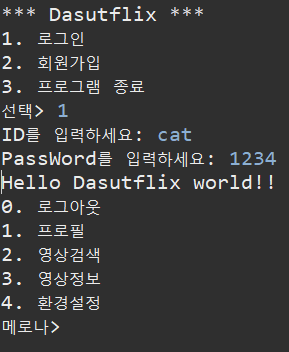 *** Dasutflix ***
1. 로그인
2. 회원가입
3. 프로그램 종료
선택> 1
ID를 입력하세요: cat
PassWord를 입력하세요: 1234
Hello Dasutflix world!!
0. 로그아웃
1. 프로필
2. 영상검색
3. 영상정보
4. 환경설정
메로나>